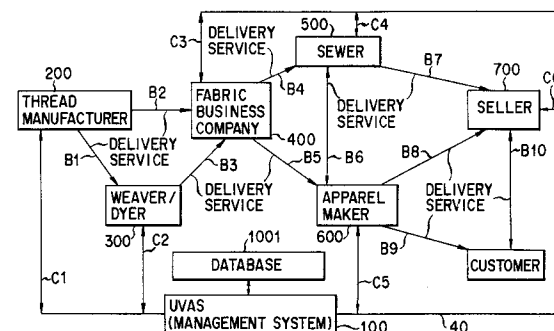 500
C4
C3
DELIVERY
SERVICE
SEWER
200
B2
B4
B7
700
THREAD
MANUFACTURER
FABRIC
BUSINESS
COMPANY
DELIVERY
SERVICE
SELLER
DELIVERY
SERVICE
400
B1
B3
B5
B6
B8
B10
WEAVER/
DYER
DELIVERY
SERVICE
APPAREL
MAKER
DELIVERY
SERVICE
300
C2
1001
600
B9
C1
DATABASE
C5
CUSTOMER
UVAS
(MANAGEMENT SYSTEM)
100
40